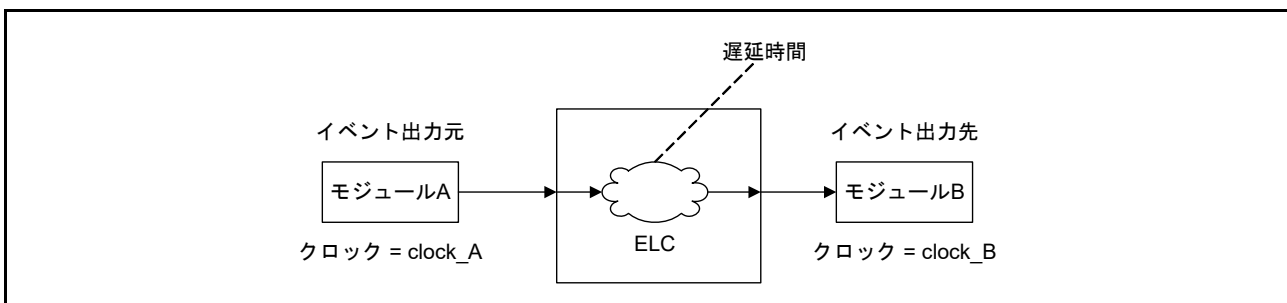 遅延時間
イベント出力元
イベント出力先
モジュールA
モジュールB
ELC
クロック = clock_A
クロック = clock_B